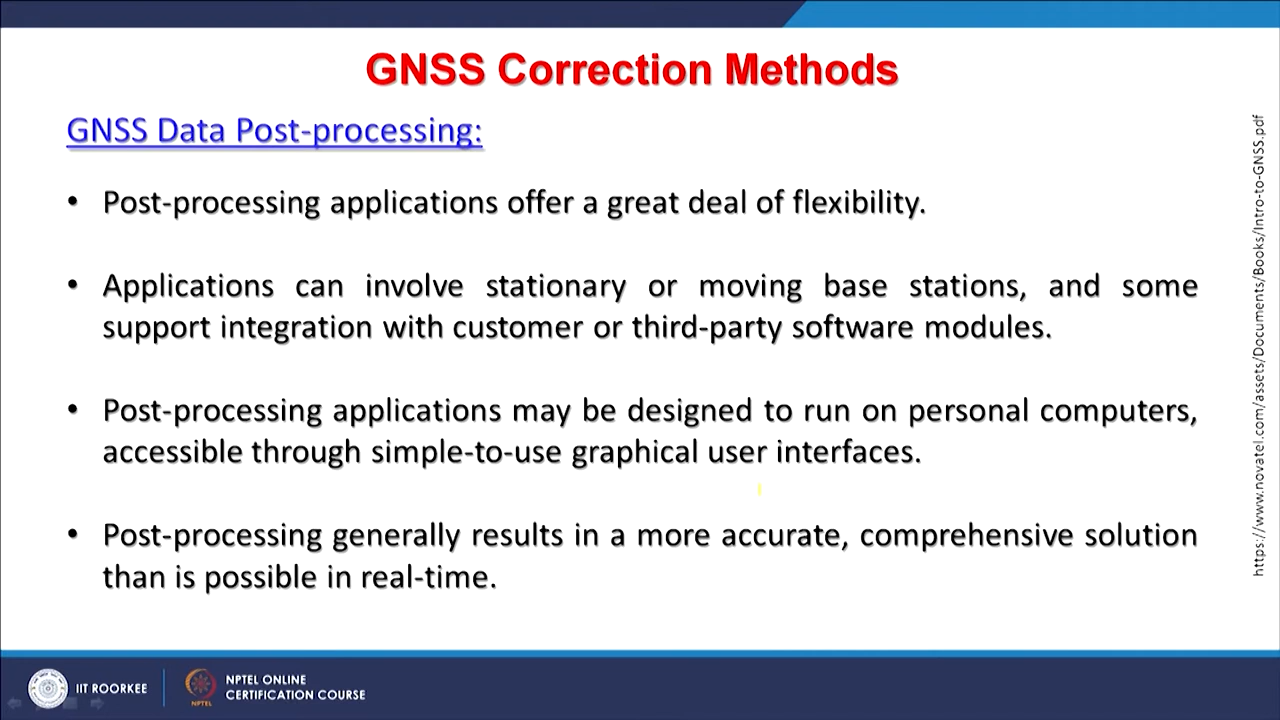 GNSS Correction Methods
GNSS Data Post-processing:
• Post-processing applications offer a great deal of flexibility.
• Applications can involve stationary or moving base stations, and some
support integration with customer or third-party software modules.
• Post-processing applications may be designed to run on personal computers,
accessible through simple-to-use graphical user interfaces.
• Post-processing generally results in a more accurate, comprehensive solution
than is possible in real-time.
https://www.novatel.com/assets/Documents/Books/Intro-to-GNSS.pdf
IIT ROORKEE
NPTEL
NPTEL ONLINE
CERTIFICATION COURSE